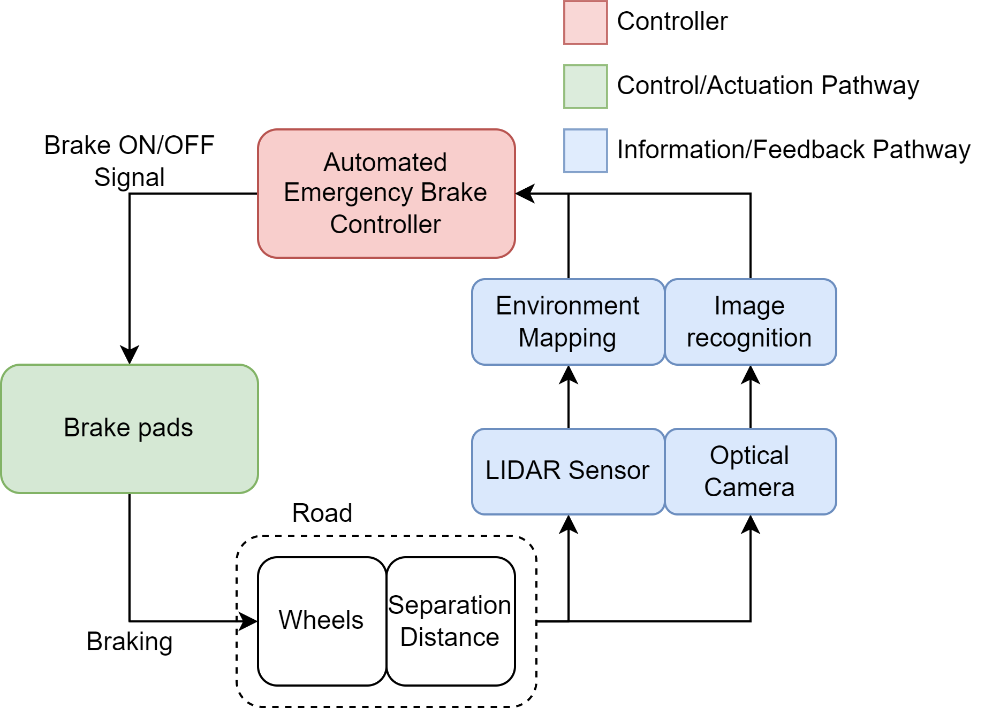 Controller
Control/Actuation Pathway
Information/Feedback Pathway
Brake ON/OFF
Signal
Automated
Emergency Brake
Controller
Environment
Mapping
Image
recognition
Brake pads
LIDAR Sensor
Optical
Camera
Road
Wheels
Separation
Distance
Braking